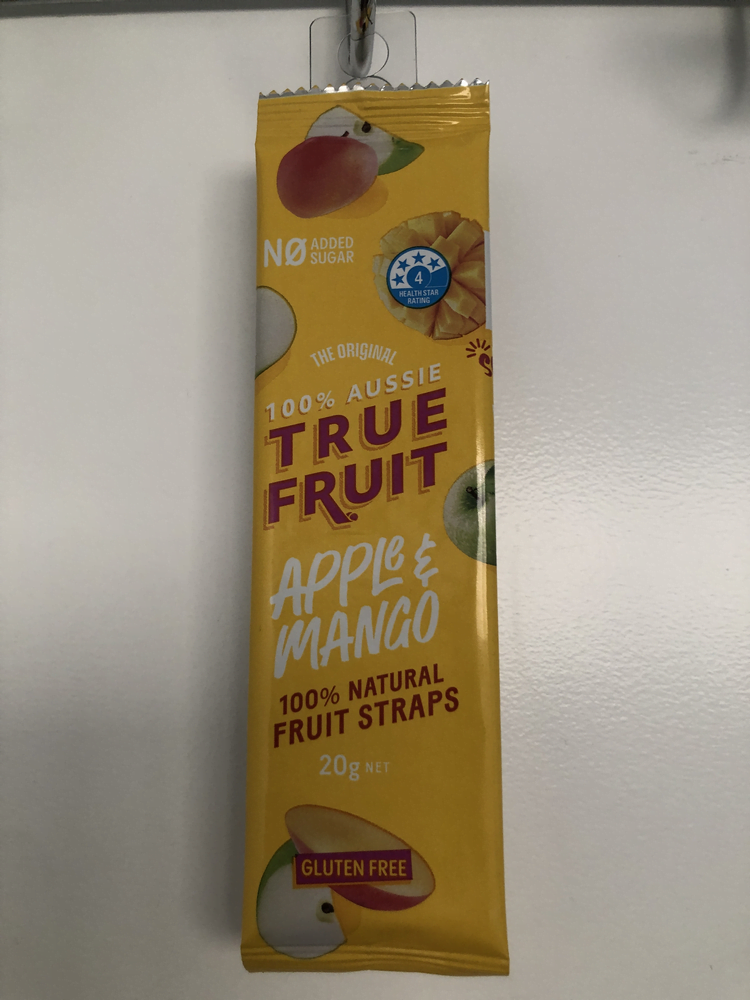 NØ ADDED
SUGAR
4
HEALTH STAR
RATING
THE ORIGINAL
100% AUSSIE
TRUE
FRUIT
APPLE &
MANGO
100% NATURAL
FRUIT STRAPS
20g NET
GLUTEN FREE